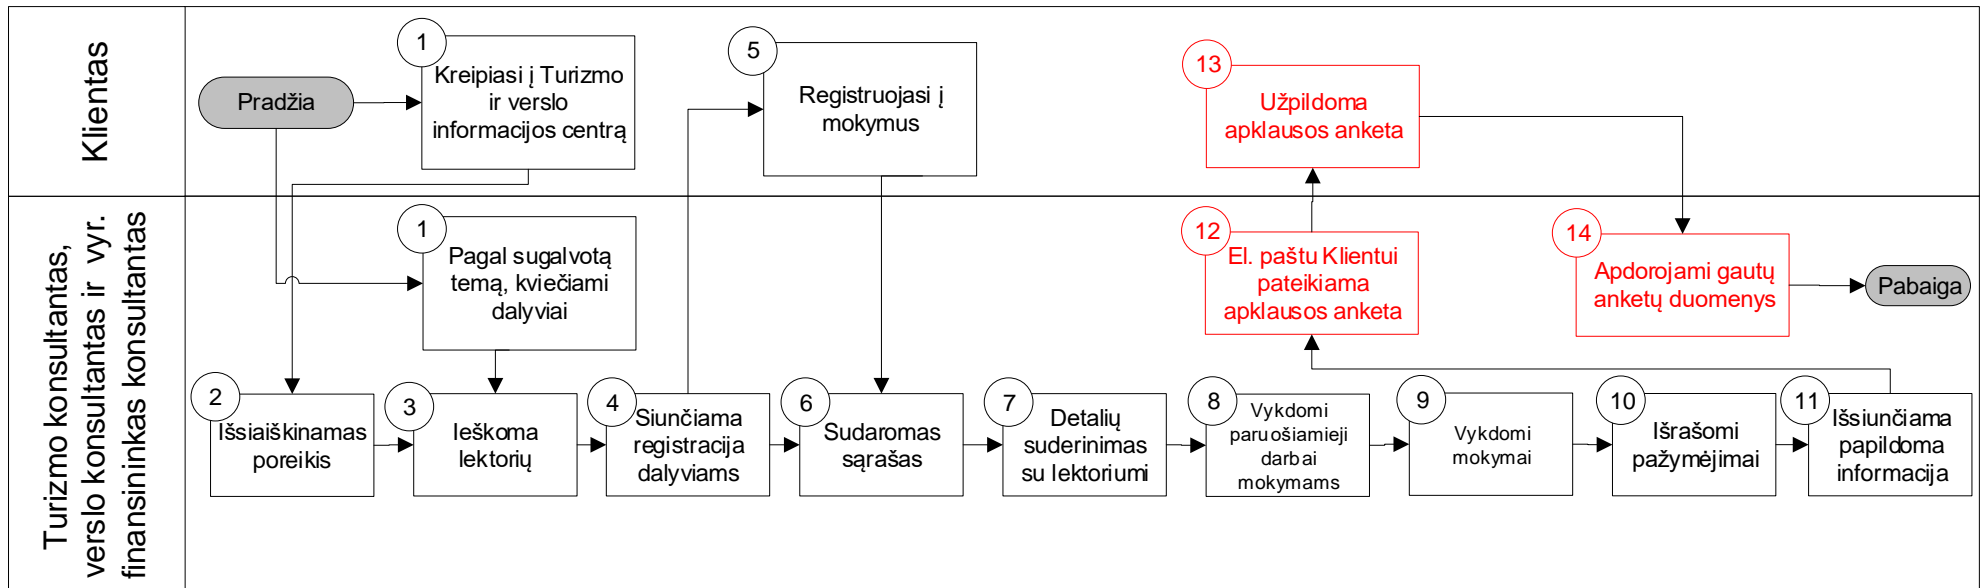 Klientas
Pradžia
1
Kreipiasi į Turizmo
ir verslo
informacijos centrą
5
Registruojasi į
mokymus
13
Užpildoma
apklausos anketa
Turizmo konsultantas,
verslo konsultantas ir vyr.
finansininkas konsultantas
1
Pagal sugalvotą
temą, kviečiami
dalyviai
12
El. paštu Klientui
pateikiama
apklausos anketa
14
Apdorojami gautų
anketų duomenys
Pabaiga
2
Išsiaiškinamas
poreikis
3
Ieškoma
lektorių
4
Siunčiama
registracija
dalyviams
6
Sudaromas
sąrašas
7
Detalių
suderinimas
su lektoriumi
8
Vykdomi
paruošiamieji
darbai
mokymams
9
Vykdomi
mokymai
10
Išrašomi
pažymėjimai
11
Išsiunčiama
papildoma
informacija